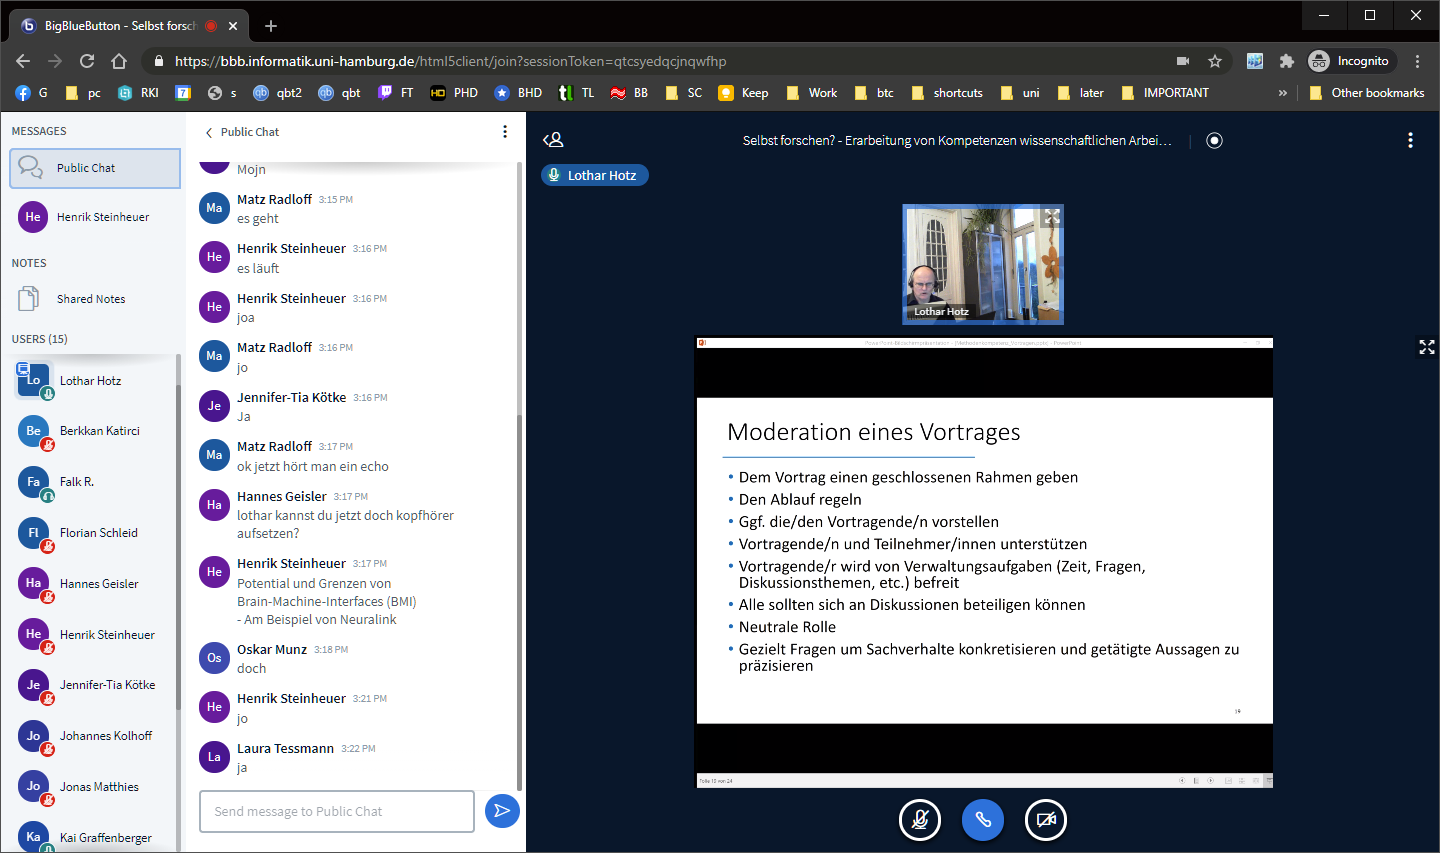 BigBlueButton - Selbst forsch
https://bbb.informatik.uni-hamburg.de/html5client/join?sessionToken=qtcsyedqcjnqwfhp
Incognito
G
pc
RKI
7
s
qbt2
qbt
FT
HD
PHD
BHD
TL
BB
SC
Keep
Work
btc
shortcuts
uni
later
IMPORTANT
»
Other bookmarks
MESSAGES
Public Chat
He
Henrik Steinheuer
NOTES
Shared Notes
USERS (15)
Lo
Lothar Hotz
Be
Berkkan Katirci
Fa
Falk R.
Fl
Florian Schleid
Ha
Hannes Geisler
He
Henrik Steinheuer
Je
Jennifer-Tia Kötke
Jo
Johannes Kolhoff
Jo
Jonas Matthies
Ka
Kai Graffenberger
Public Chat
Mojn
Ma
Matz Radloff 3:15 PM
es geht
He
Henrik Steinheuer 3:16 PM
es läuft
He
Henrik Steinheuer 3:16 PM
joa
Ma
Matz Radloff 3:16 PM
jo
Je
Jennifer-Tia Kötke 3:16 PM
Ja
Ma
Matz Radloff 3:17 PM
ok jetzt hört man ein echo
Ha
Hannes Geisler 3:17 PM
lothar kannst du jetzt doch kopfhörer
aufsetzen?
He
Henrik Steinheuer 3:17 PM
Potential und Grenzen von
Brain-Machine-Interfaces (BMI)
- Am Beispiel von Neuralink
Os
Oskar Munz 3:18 PM
doch
He
Henrik Steinheuer 3:21 PM
jo
La
Laura Tessmann 3:22 PM
ja
Send message to Public Chat
Selbst forschen? - Erarbeitung von Kompetenzen wissenschaftlichen Arbei...
Lothar Hotz
Lothar Hotz
Moderation eines Vortrages
• Dem Vortrag einen geschlossenen Rahmen geben
• Den Ablauf regeln
• Ggf. die/den Vortragende/n vorstellen
• Vortragende/n und Teilnehmer/innen unterstützen
• Vortragende/r wird von Verwaltungsaufgaben (Zeit, Fragen,
Diskussionsthemen, etc.) befreit
• Alle sollten sich an Diskussionen beteiligen können
• Neutrale Rolle
• Gezielt Fragen um Sachverhalte konkretisieren und getätigte Aussagen zu
präzisieren
19